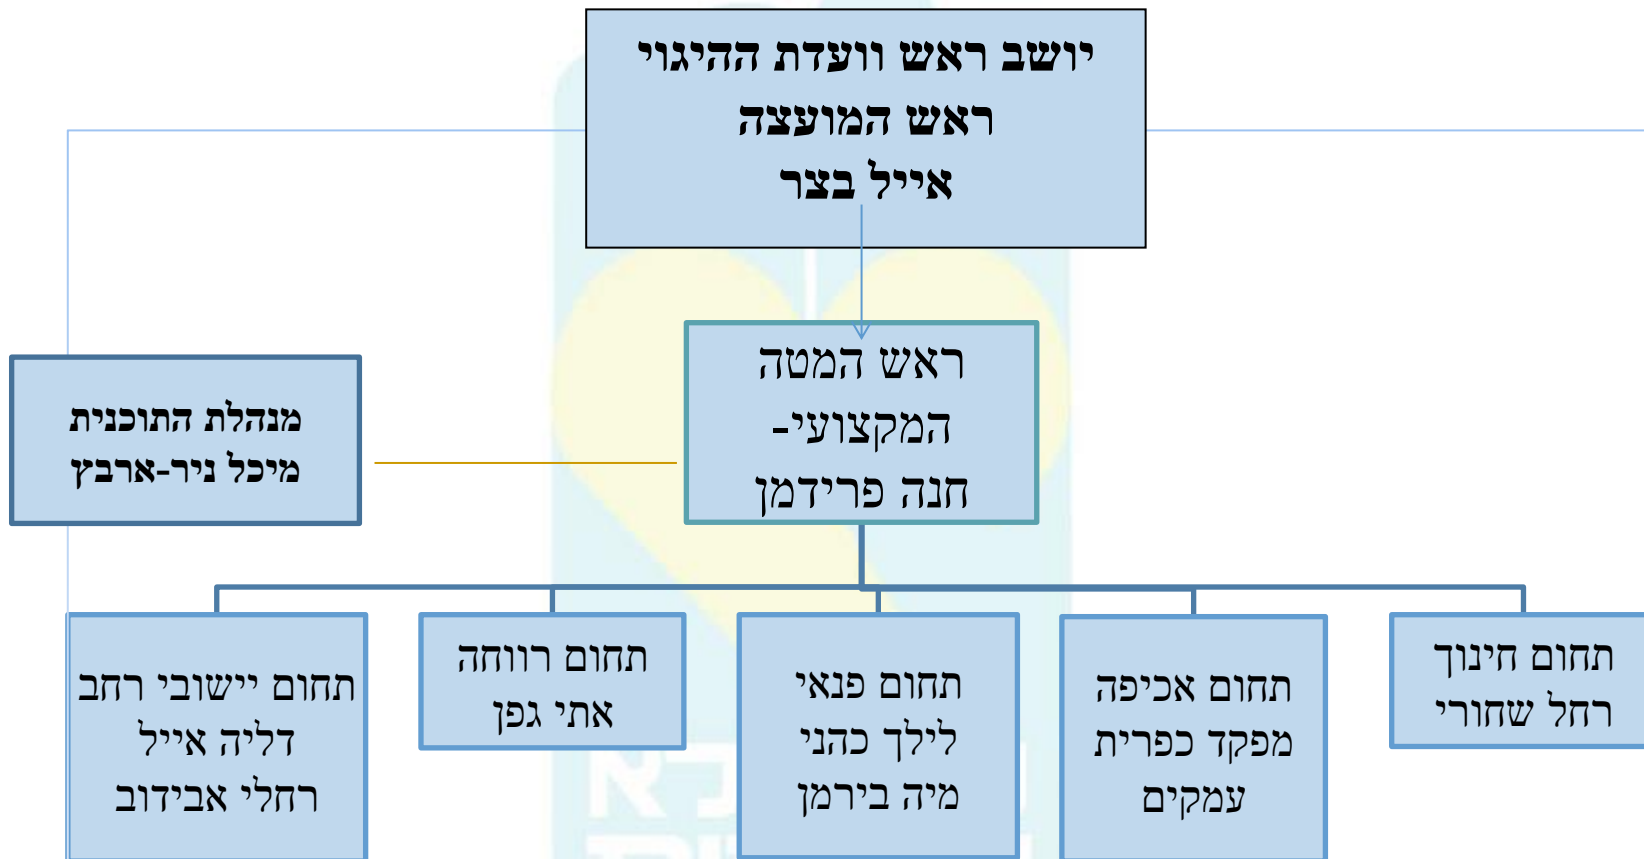 יושב ראש וועדת ההיגוי
ראש המועצה
אייל בצר
ראש המטה
המקצועי-
חנה פרידמן
מנהלת התוכנית
מיכל ניר-ארבץ
תחום חינוך
רחל שחורי
תחום אכיפה
מפקד כפרית
עמקים
תחום פנאי
לילך כהני
מיה בירמן
תחום רווחה
אתי גפן
תחום יישובי רחב
דליה אייל
רחלי אבידוב